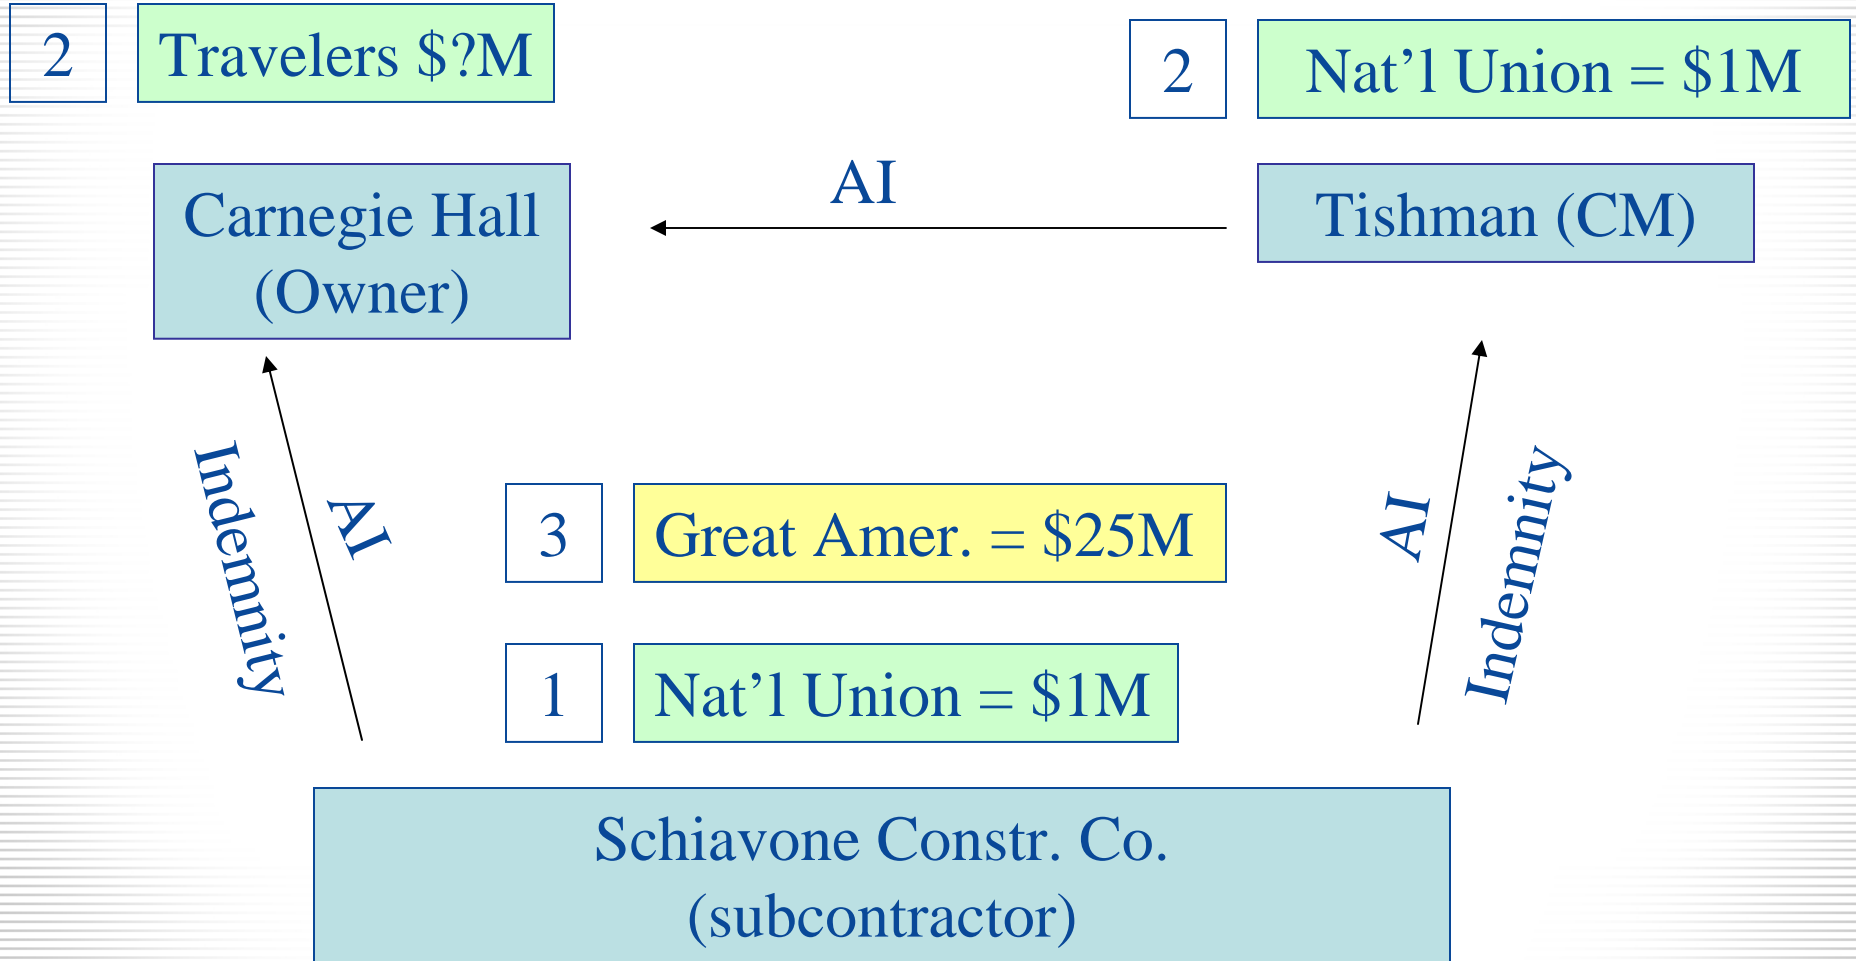 2
Travelers $?M
2
Nat’l Union = $1M
Carnegie Hall
(Owner)
AI
Tishman (CM)
Indemnity
AI
3
Great Amer. = $25M
AI
Indemnity
1
Nat’l Union = $1M
Schiavone Constr. Co.
(subcontractor)